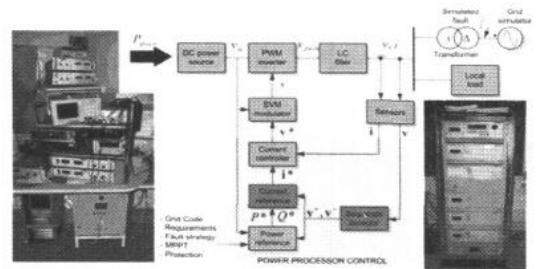 Simulated fault
Grid simulator
Transformer
DC power source
PWM inverter
LC filter
Local load
SVM modulator
Sensors
Current controller
Current reference
Power reference
P* Q*
i*
v*
i
v
- Grid Code Requirements
- Fault strategy
- MPPT
- Protection
POWER PROCESSOR CONTROL